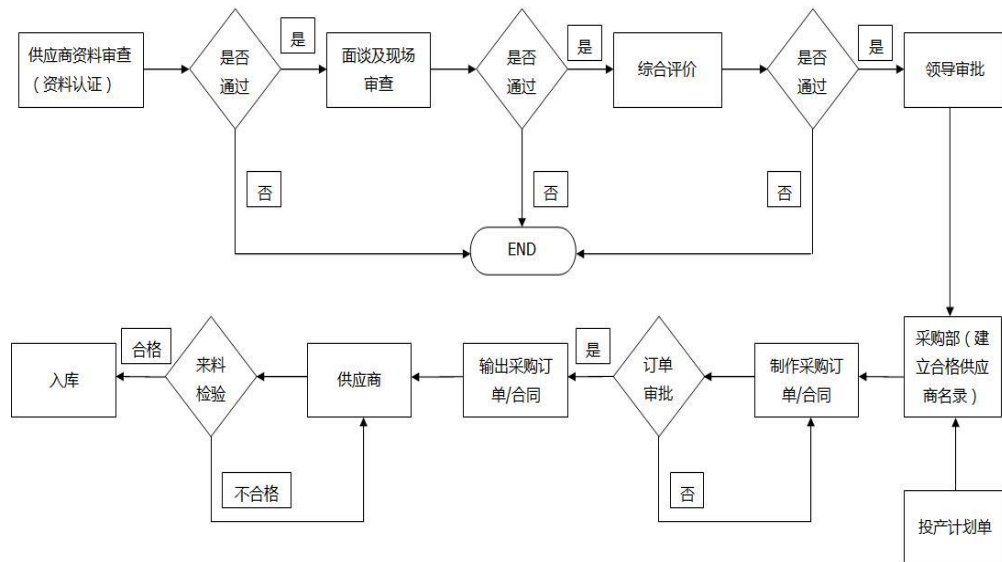 供应商资料审查
（资料认证）
是否
通过
是
面谈及现场
审查
是否
通过
是
综合评价
是否
通过
是
领导审批
否
否
否
END
入库
合格
来料
检验
供应商
输出采购订
单/合同
是
订单
审批
制作采购订
单/合同
采购部（建
立合格供应
商名录）
不合格
否
投产计划单